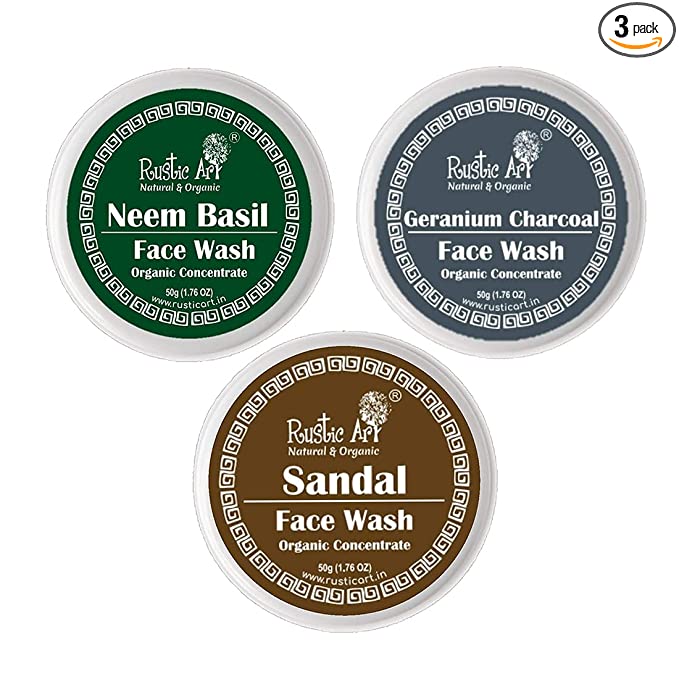 3 pack
Rustic Art ®
Natural & Organic
Neem Basil
Face Wash
Organic Concentrate
50g (1.76 OZ)
www.rusticart.in
Rustic Art ®
Natural & Organic
Geranium Charcoal
Face Wash
Organic Concentrate
50g (1.76 OZ)
www.rusticart.in
Rustic Art ®
Natural & Organic
Sandal
Face Wash
Organic Concentrate
50g (1.76 OZ)
www.rusticart.in